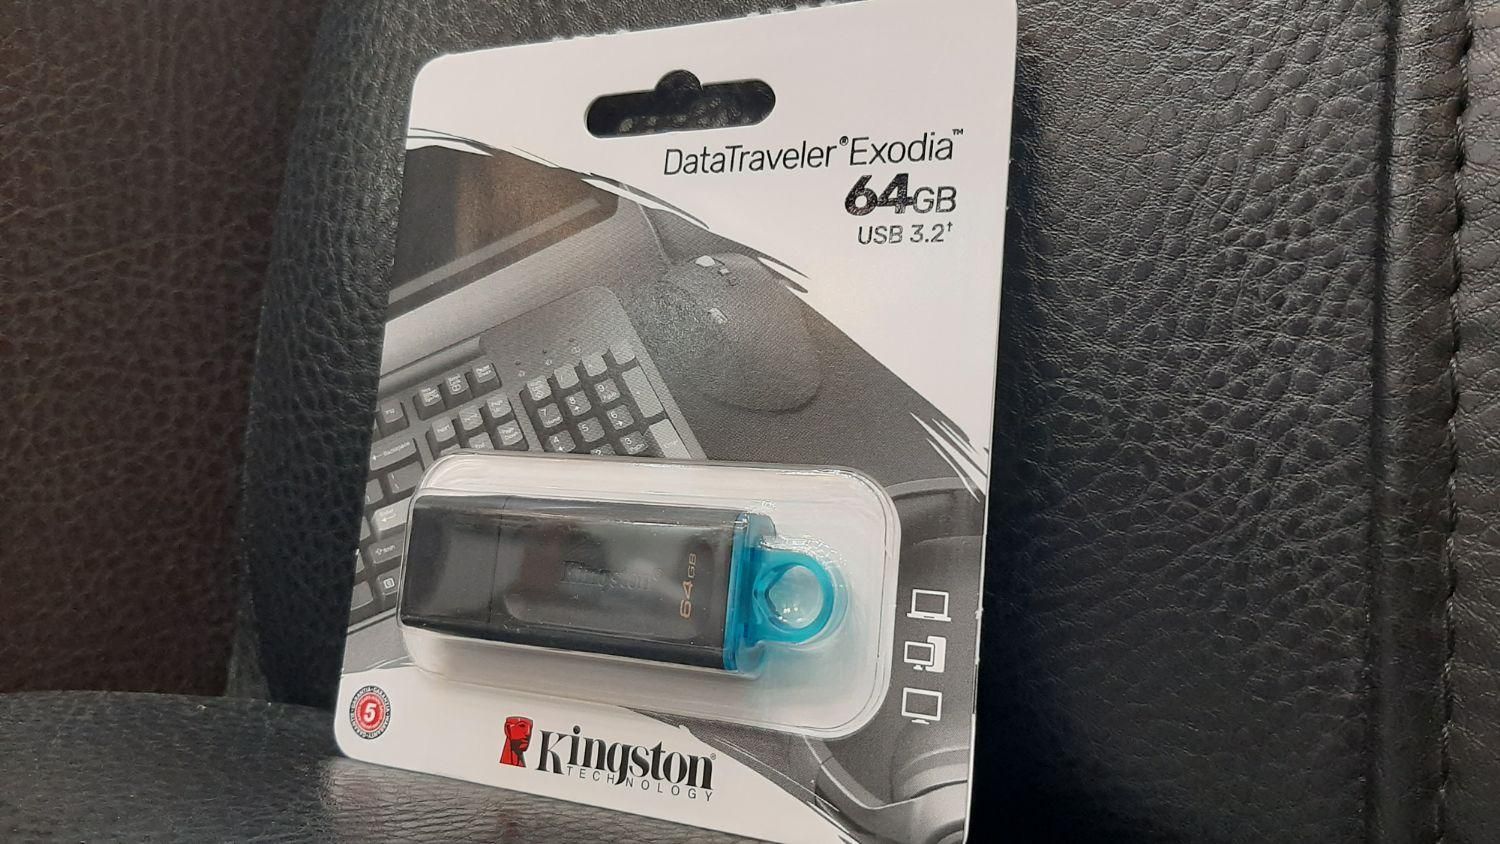 DataTraveler® Exodia™
64GB
USB 3.2†
Kingston
64GB
5
Kingston®
TECHNOLOGY